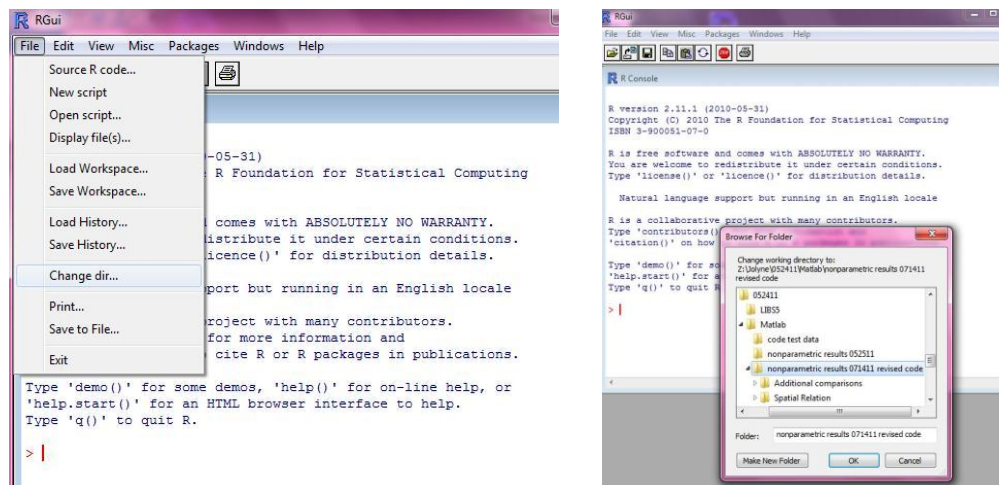 RGui
File Edit View Misc Packages Windows Help
Source R code...
New script
Open script...
Display file(s)...
Load Workspace...
Save Workspace...
Load History...
Save History...
Change dir...
Print...
Save to File...
Exit
-05-31)
R Foundation for Statistical Computing
comes with ABSOLUTELY NO WARRANTY.
istribute it under certain conditions.
icence()' for distribution details.
port but running in an English locale
roject with many contributors.
for more information and
cite R or R packages in publications.
Type 'demo()' for some demos, 'help()' for on-line help, or
'help.start()' for an HTML browser interface to help.
Type 'q()' to quit R.
>
RGui
File Edit View Misc Packages Windows Help
STOP
R Console
R version 2.11.1 (2010-05-31)
Copyright (C) 2010 The R Foundation for Statistical Computing
ISBN 3-900051-07-0
R is free software and comes with ABSOLUTELY NO WARRANTY.
You are welcome to redistribute it under certain conditions.
Type 'license()' or 'licence()' for distribution details.
Natural language support but running in an English locale
R is a collaborative project with many contributors.
Type 'contributors()
'citation()' on how
Type 'demo()' for so
'help.start()' for a
Type 'q()' to quit R
>
Browse For Folder
Change working directory to:
Z:\Jolyne\052411\Matlab\nonparametric results 071411
revised code
052411
LIBS5
Matlab
code test data
nonparametric results 052511
nonparametric results 071411 revised code
Additional comparisons
Spatial Relation
Folder: nonparametric results 071411 revised code
Make New Folder OK Cancel